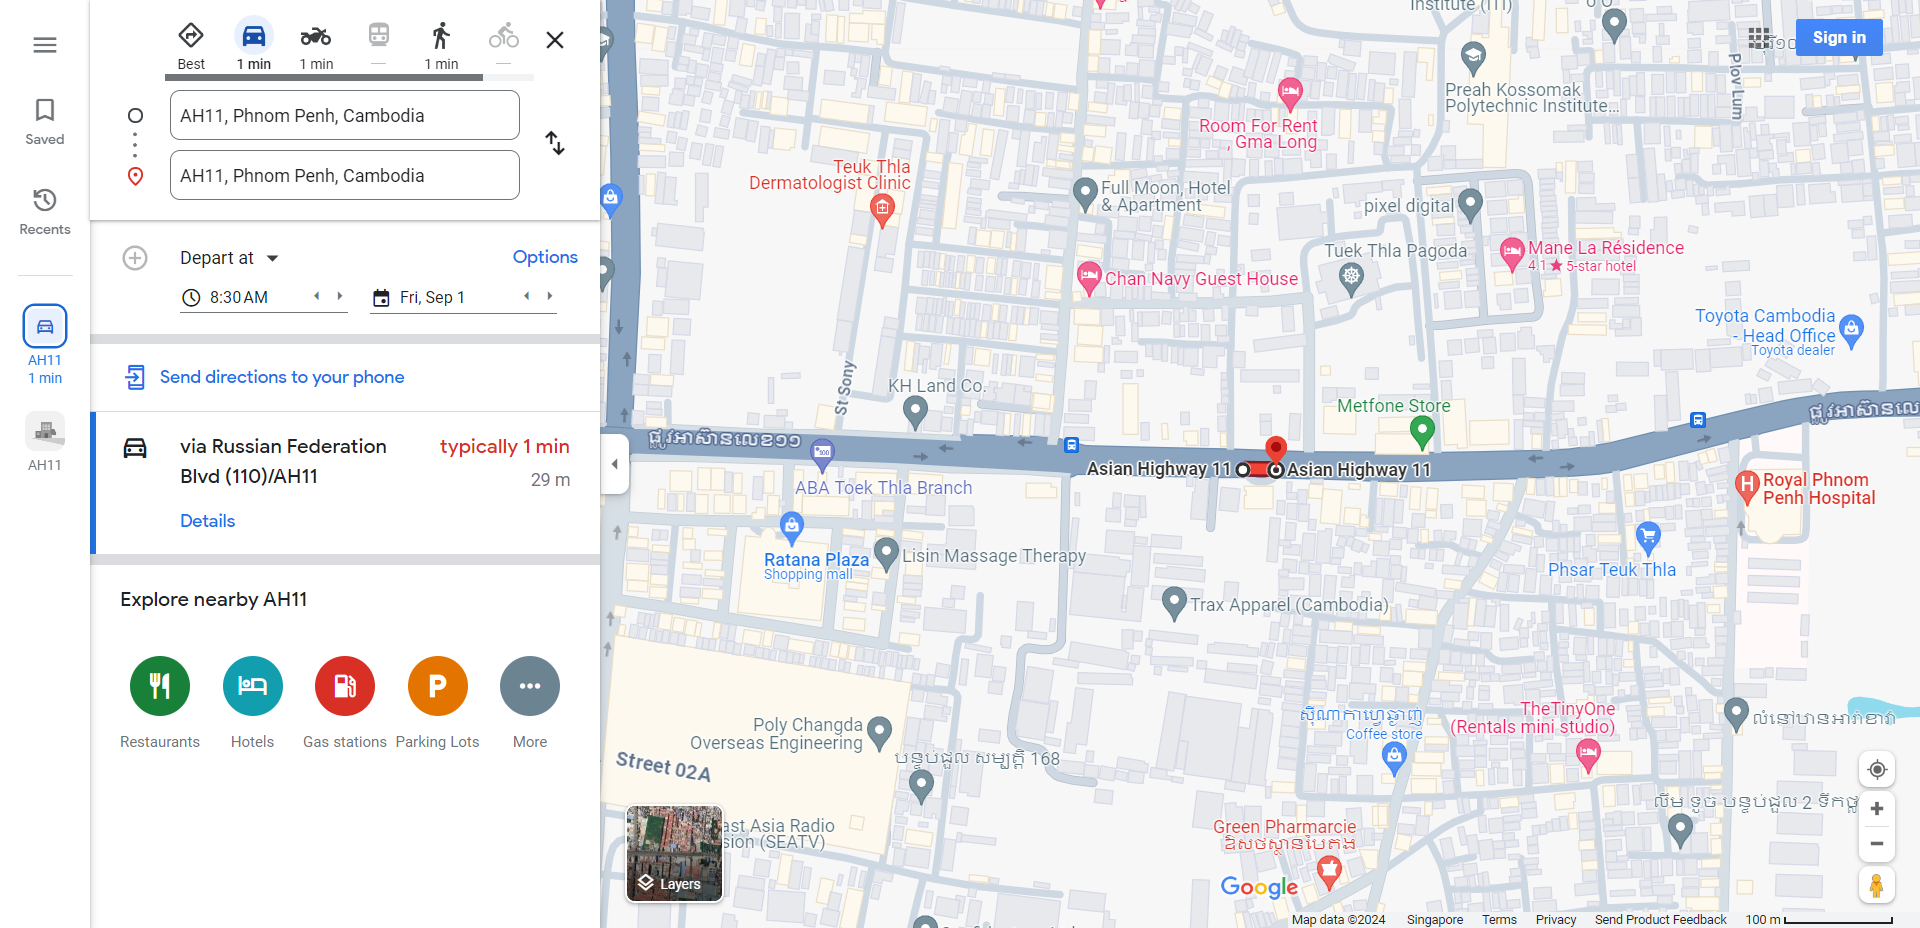 Best
1 min
1 min
—
1 min
—
Saved
Recents
AH11
1 min
AH11
AH11, Phnom Penh, Cambodia
AH11, Phnom Penh, Cambodia
Depart at
Options
8:30 AM
Fri, Sep 1
Send directions to your phone
via Russian Federation
Blvd (110)/AH11
typically 1 min
29 m
Details
Explore nearby AH11
Restaurants
Hotels
Gas stations
Parking Lots
More
Institute (ITI)
Sign in
Plov Lum
Preah Kossomak
Polytechnic Institute...
Room For Rent
, Gma Long
Teuk Thla
Dermatologist Clinic
Full Moon, Hotel
& Apartment
pixel digital
Tuek Thla Pagoda
Mane La Résidence
4.1★ 5-star hotel
Chan Navy Guest House
Toyota Cambodia
- Head Office
Toyota dealer
St Sony
KH Land Co.
Metfone Store
ផ្លូវអាស៊ានលេខ១១
Asian Highway 11
Asian Highway 11
ABA Toek Thla Branch
Royal Phnom
Penh Hospital
Ratana Plaza
Shopping mall
Lisin Massage Therapy
Phsar Teuk Thla
Trax Apparel (Cambodia)
Poly Changda
Overseas Engineering
Street 02A
បន្ទប់ជួល សម្បត្តិ 168
ស៊ីណាកាហ្វេឆ្ងាញ់
Coffee store
TheTinyOne
(Rentals mini studio)
លំនៅឋានអារ៉ាខាវ៉ា
លឹម ទូច បន្ទប់ជួល 2 ទឹកថ្ល
ast Asia Radio
sion (SEATV)
Green Pharmarcie
ឱសថស្ថានបៃតង
Layers
Google
Map data ©2024 Singapore Terms Privacy Send Product Feedback 100 m